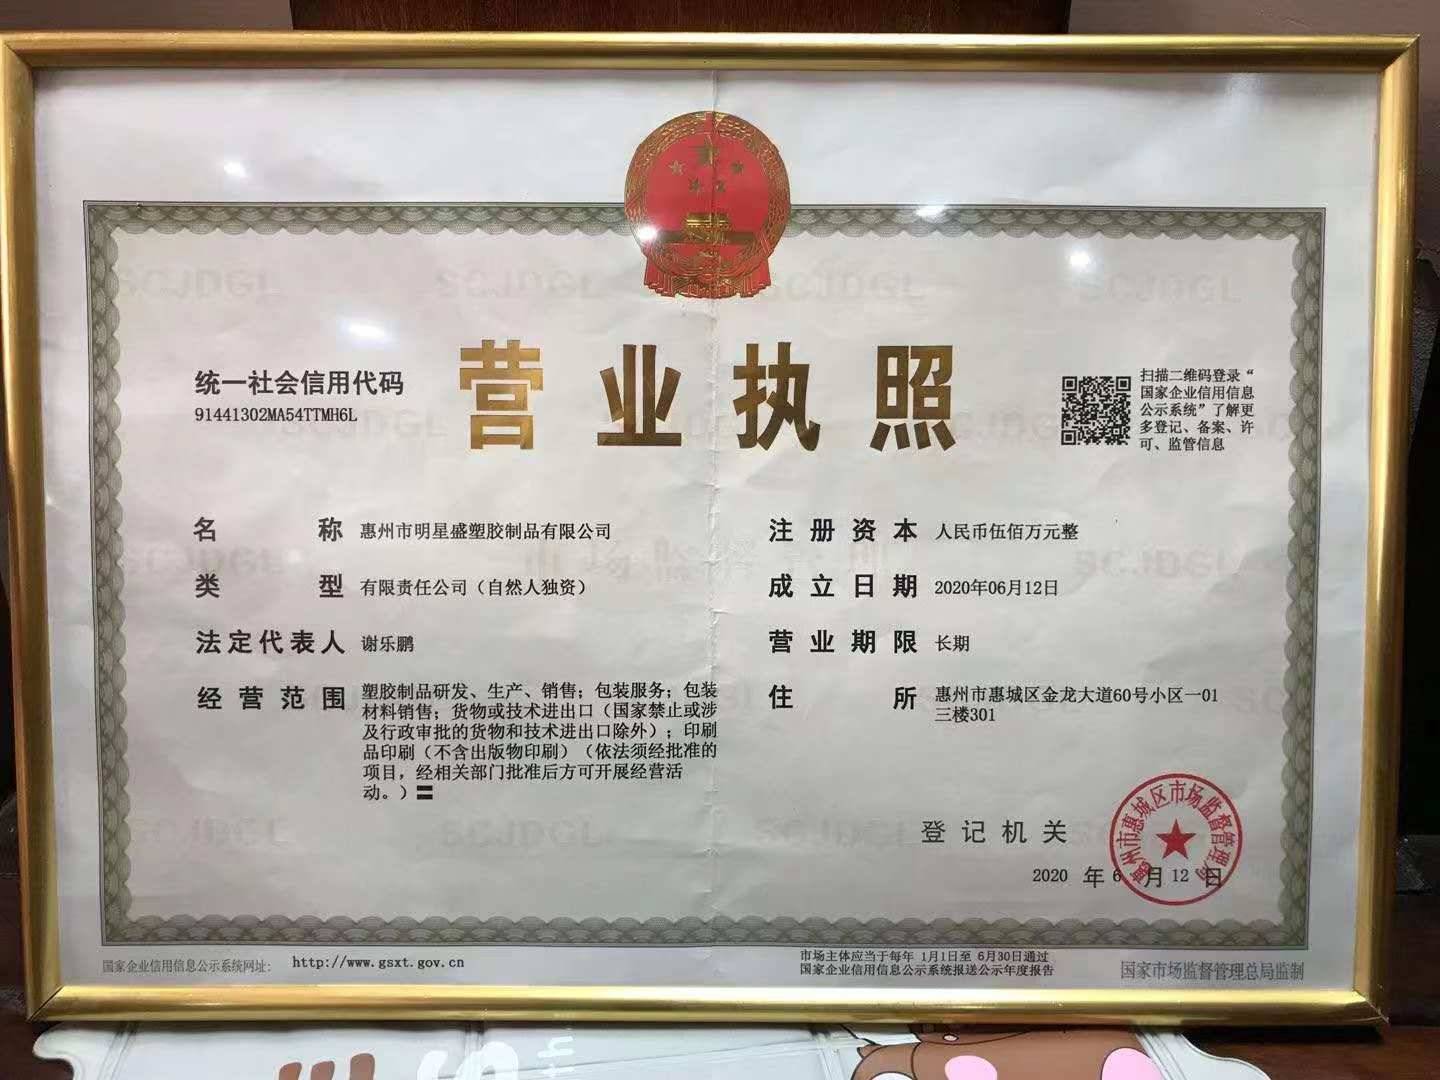 营业执照
统一社会信用代码
91441302MA54TTMH6L
扫描二维码登录“
国家企业信用信息
公示系统”了解更
多登记、备案、许
可、监管信息
名称 惠州市明星盛塑胶制品有限公司
类型 有限责任公司（自然人独资）
法定代表人 谢乐鹏
经营范围 塑胶制品研发、生产、销售；包装服务；包装
材料销售；货物或技术进出口（国家禁止或涉
及行政审批的货物和技术进出口除外）；印刷
品印刷（不含出版物印刷）（依法须经批准的
项目，经相关部门批准后方可开展经营活
动。）
注册资本 人民币伍佰万元整
成立日期 2020年06月12日
营业期限 长期
住所 惠州市惠城区金龙大道60号小区一01
三楼301
登记机关
惠州市惠城区市场监督管理局
2020 年 6 月 12 日
国家企业信用信息公示系统网址： http://www.gsxt.gov.cn
市场主体应当于每年 1月1日至 6月30日通过
国家企业信用信息公示系统报送公示年度报告
国家市场监督管理总局监制
SCJDGL